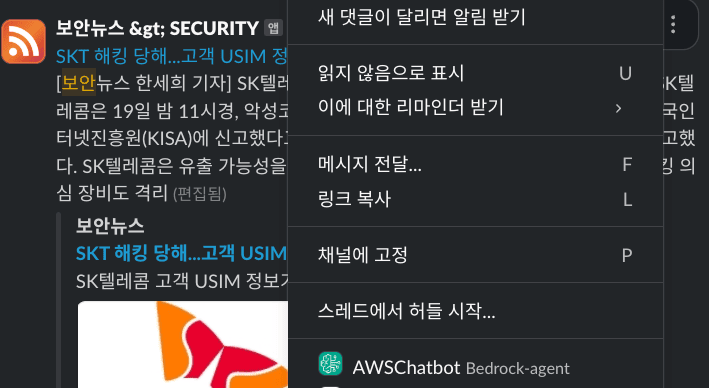 보안뉴스 &gt; SECURITY 앱
SKT 해킹 당해...고객 USIM 정
[보안뉴스 한세희 기자] SK텔레
SK텔
레콤은 19일 밤 11시경, 악성코
국인
터넷진흥원(KISA)에 신고했다고
고했
다. SK텔레콤은 유출 가능성을
킹 의
심 장비도 격리 (편집됨)
보안뉴스
SKT 해킹 당해...고객 USIM
SK텔레콤 고객 USIM 정보가
새 댓글이 달리면 알림 받기
읽지 않음으로 표시 U
이에 대한 리마인더 받기 >
메시지 전달... F
링크 복사 L
채널에 고정 P
스레드에서 허들 시작...
AWSChatbot Bedrock-agent